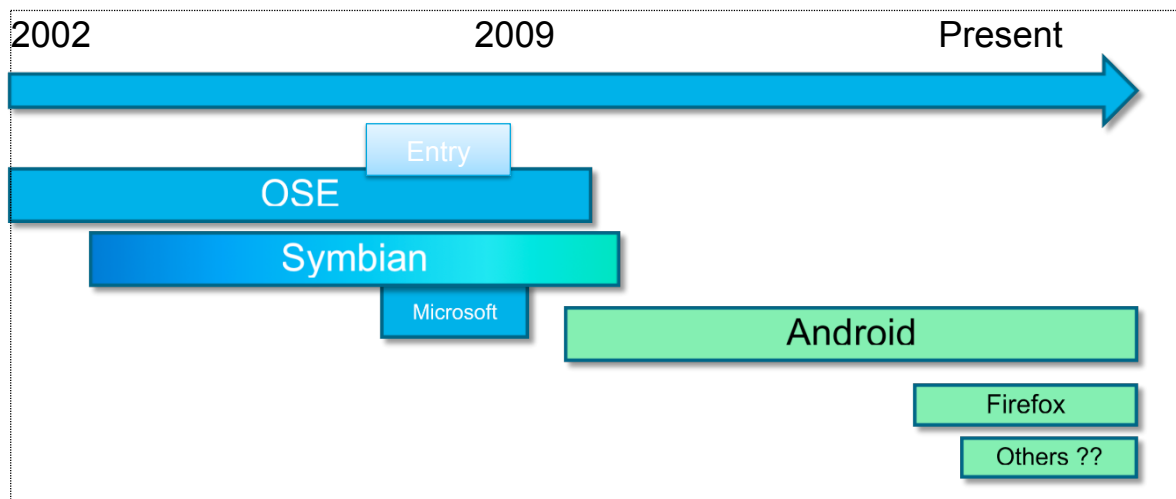 2002 2009 Present
Entry
OSE
Symbian
Microsoft
Android
Firefox
Others ??